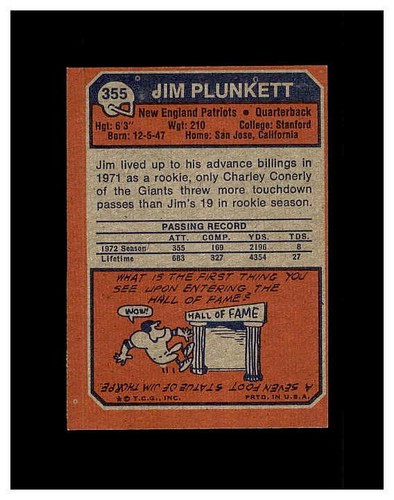 355
JIM PLUNKETT
New England Patriots • Quarterback
Hgt: 6'3" Wgt: 210 College: Stanford
Born: 12-5-47 Home: San Jose, California
Jim lived up to his advance billings in
1971 as a rookie, only Charley Conerly
of the Giants threw more touchdown
passes than Jim's 19 in rookie season.
PASSING RECORD
ATT. COMP. YDS. TDS.
1972 Season 355 169 2196 8
Lifetime 683 327 4354 27
WHAT IS THE FIRST THING YOU
SEE UPON ENTERING THE
HALL OF FAME?
WOW!
HALL OF FAME
A SEVEN FOOT STATUE OF JIM THORPE.
★© T.C.G., INC. PRTD. IN U.S.A.